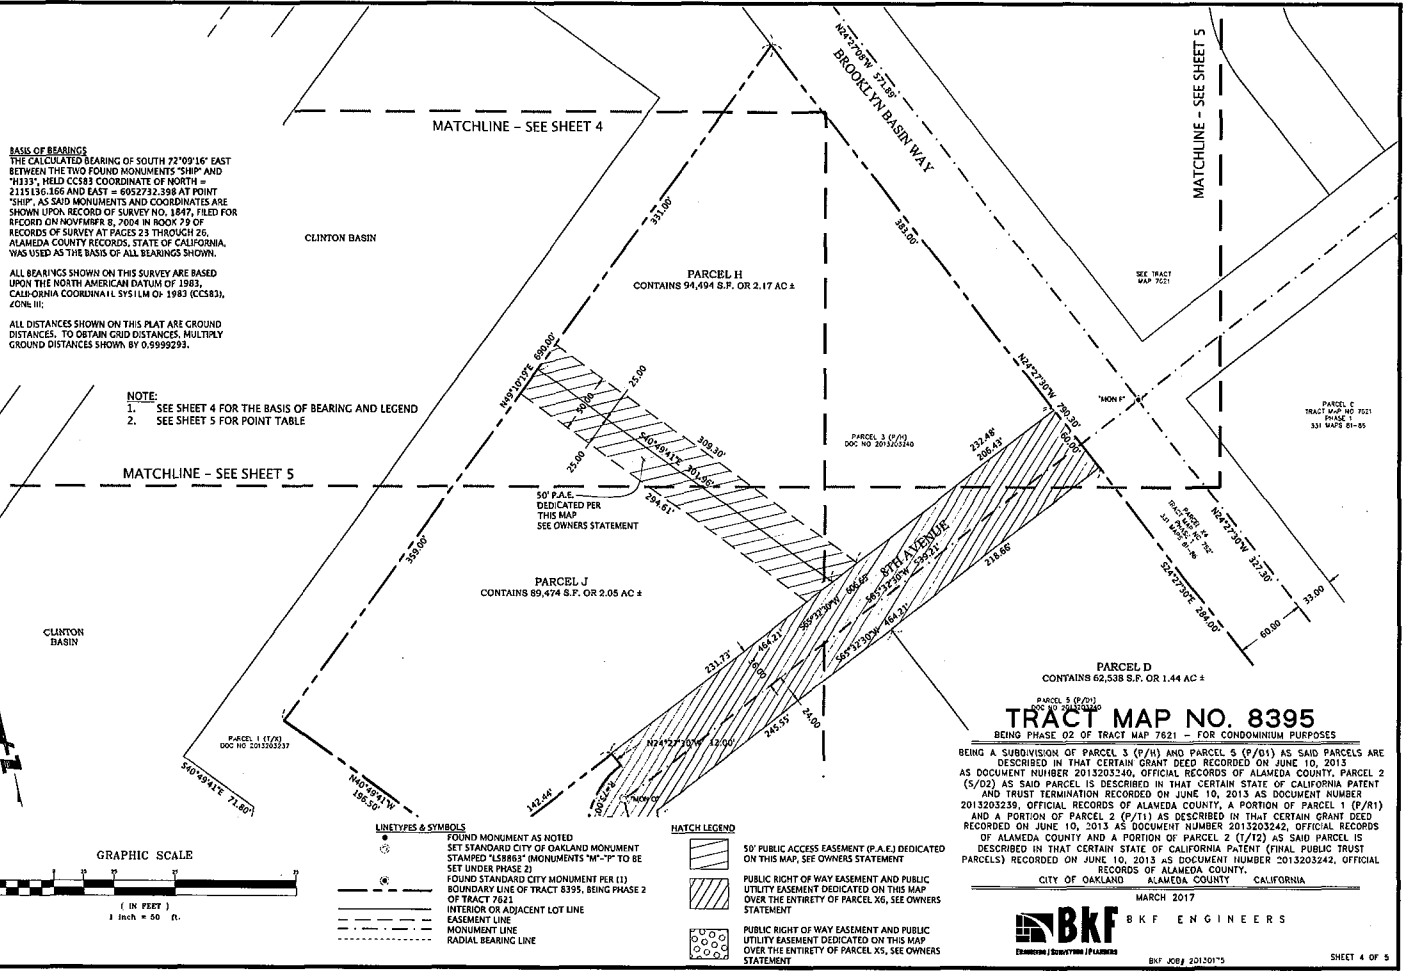 MATCHLINE - SEE SHEET 4
N24°27'08"W 571.89'
BROOKLYN BASIN WAY
MATCHLINE - SEE SHEET 5
BASIS OF BEARINGS
THE CALCULATED BEARING OF SOUTH 72°09'16" EAST
BETWEEN THE TWO FOUND MONUMENTS "SHIP" AND
"H133", HELD CCS83 COORDINATE OF NORTH =
2115136.166 AND EAST = 6052732.398 AT POINT
"SHIP", AS SAID MONUMENTS AND COORDINATES ARE
SHOWN UPON RECORD OF SURVEY NO. 1847, FILED FOR
RECORD ON NOVEMBER 8, 2004 IN BOOK 29 OF
RECORDS OF SURVEY AT PAGES 23 THROUGH 26,
ALAMEDA COUNTY RECORDS, STATE OF CALIFORNIA,
WAS USED AS THE BASIS OF ALL BEARINGS SHOWN.
ALL BEARINGS SHOWN ON THIS SURVEY ARE BASED
UPON THE NORTH AMERICAN DATUM OF 1983,
CALIFORNIA COORDINATE SYSTEM OF 1983 (CCS83),
ZONE III;
ALL DISTANCES SHOWN ON THIS PLAT ARE GROUND
DISTANCES. TO OBTAIN GRID DISTANCES, MULTIPLY
GROUND DISTANCES SHOWN BY 0.9999293.
CLINTON BASIN
331.00'
383.00'
PARCEL H
CONTAINS 94,494 S.F. OR 2.17 AC ±
SEE TRACT
MAP 7621
NOTE:
1. SEE SHEET 4 FOR THE BASIS OF BEARING AND LEGEND
2. SEE SHEET 5 FOR POINT TABLE
N49°10'19"E 690.00'
25.00
50.00
25.00
N24°27'30"W 790.30'
"MON F"
PARCEL C
TRACT MAP NO 7621
PHASE 1
331 MAPS 81-85
S40°49'41"E 301.96'
309.30'
294.61'
PARCEL 3 (P/H)
DOC NO 2013203240
232.48'
206.43'
60.00'
MATCHLINE - SEE SHEET 5
50' P.A.E.
DEDICATED PER
THIS MAP
SEE OWNERS STATEMENT
8TH AVENUE
S65°32'30"W 539.21'
218.66'
PARCEL X4
PHASE 1
N24°27'30"W 327.30'
S24°27'30"E 284.00'
33.00
60.00
359.00'
PARCEL J
CONTAINS 89,474 S.F. OR 2.05 AC ±
464.21'
S65°32'30"W
S65°32'30"W 464.21'
231.73'
24.00
245.55'
CLINTON
BASIN
PARCEL D
CONTAINS 62,538 S.F. OR 1.44 AC ±
PARCEL 5 (P/D1)
DOC NO 2013203240
PARCEL 1 (T/X)
DOC NO 2013203237
N24°27'30"W 12.00'
S40°49'41"E 71.80'
N40°49'41"W
196.50'
142.44'
R=73.00'
TRACT MAP NO. 8395
BEING PHASE 02 OF TRACT MAP 7621 - FOR CONDOMINIUM PURPOSES
BEING A SUBDIVISION OF PARCEL 3 (P/H) AND PARCEL 5 (P/D1) AS SAID PARCELS ARE
DESCRIBED IN THAT CERTAIN GRANT DEED RECORDED ON JUNE 10, 2013
AS DOCUMENT NUMBER 2013203240, OFFICIAL RECORDS OF ALAMEDA COUNTY, PARCEL 2
(S/D2) AS SAID PARCEL IS DESCRIBED IN THAT CERTAIN STATE OF CALIFORNIA PATENT
AND TRUST TERMINATION RECORDED ON JUNE 10, 2013 AS DOCUMENT NUMBER
2013203239, OFFICIAL RECORDS OF ALAMEDA COUNTY, A PORTION OF PARCEL 1 (P/R1)
AND A PORTION OF PARCEL 2 (P/T1) AS DESCRIBED IN THAT CERTAIN GRANT DEED
RECORDED ON JUNE 10, 2013 AS DOCUMENT NUMBER 2013203242, OFFICIAL RECORDS
OF ALAMEDA COUNTY AND A PORTION OF PARCEL 2 (T/T2) AS SAID PARCEL IS
DESCRIBED IN THAT CERTAIN STATE OF CALIFORNIA PATENT (FINAL PUBLIC TRUST
PARCELS) RECORDED ON JUNE 10, 2013 AS DOCUMENT NUMBER 2013203242, OFFICIAL
RECORDS OF ALAMEDA COUNTY.
CITY OF OAKLAND ALAMEDA COUNTY CALIFORNIA
MARCH 2017
BKF
BKF ENGINEERS
ENGINEERS / SURVEYORS / PLANNERS
BKF JOB# 20130175
SHEET 4 OF 5
GRAPHIC SCALE
( IN FEET )
1 inch = 50 ft.
LINETYPES & SYMBOLS
FOUND MONUMENT AS NOTED
SET STANDARD CITY OF OAKLAND MONUMENT
STAMPED "LS8863" (MONUMENTS "M"-"P" TO BE
SET UNDER PHASE 2)
FOUND STANDARD CITY MONUMENT PER (1)
BOUNDARY LINE OF TRACT 8395, BEING PHASE 2
OF TRACT 7621
INTERIOR OR ADJACENT LOT LINE
EASEMENT LINE
MONUMENT LINE
RADIAL BEARING LINE
HATCH LEGEND
50' PUBLIC ACCESS EASEMENT (P.A.E.) DEDICATED
ON THIS MAP, SEE OWNERS STATEMENT
PUBLIC RIGHT OF WAY EASEMENT AND PUBLIC
UTILITY EASEMENT DEDICATED ON THIS MAP
OVER THE ENTIRETY OF PARCEL X6, SEE OWNERS
STATEMENT
PUBLIC RIGHT OF WAY EASEMENT AND PUBLIC
UTILITY EASEMENT DEDICATED ON THIS MAP
OVER THE ENTIRETY OF PARCEL X5, SEE OWNERS
STATEMENT